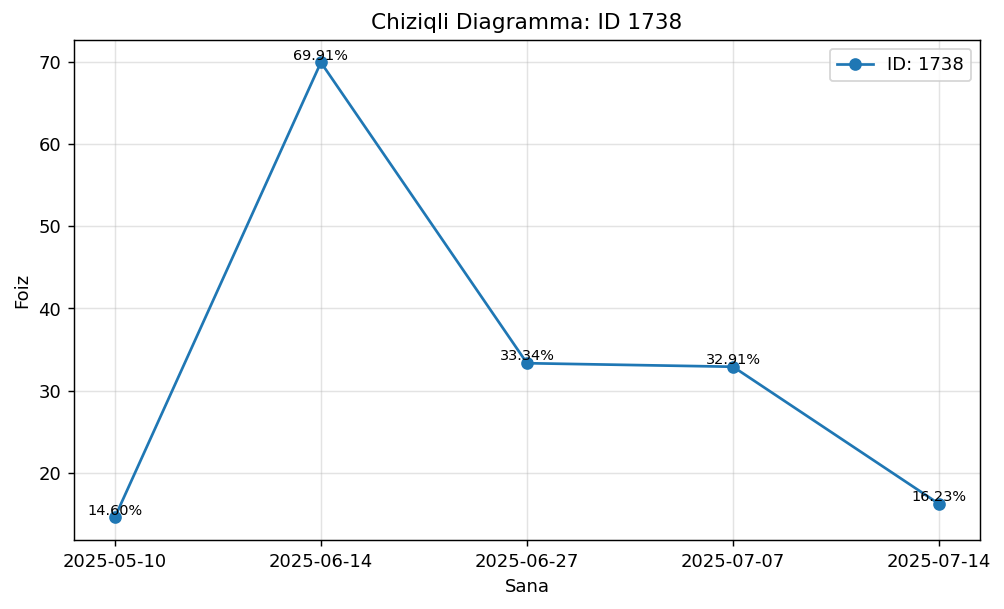 Chiziqli Diagramma: ID 1738
ID: 1738
Foiz
70
60
50
40
30
20
69.91%
33.34%
32.91%
16.23%
14.60%
2025-05-10 2025-06-14 2025-06-27 2025-07-07 2025-07-14
Sana